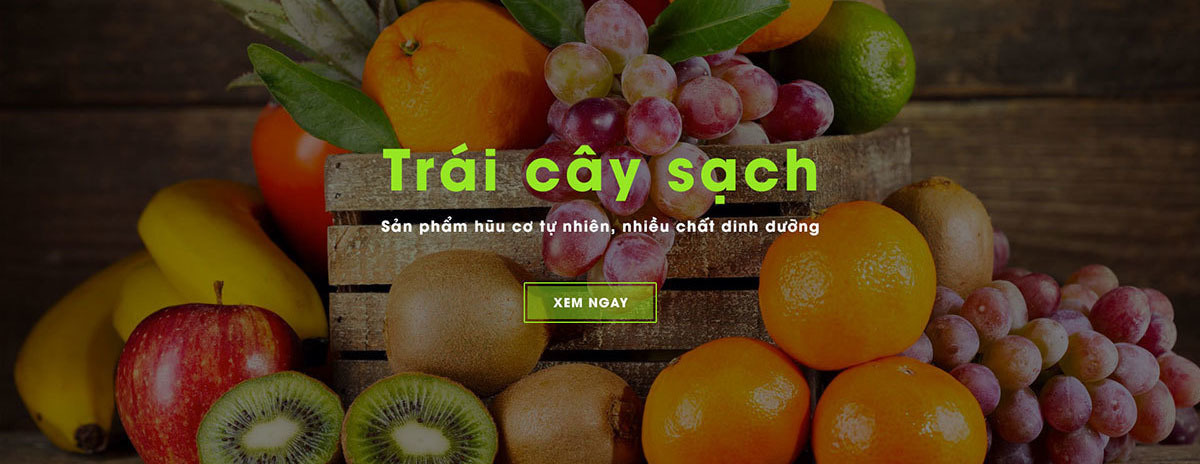 Trái cây sạch
Sản phẩm hũu cơ tự nhiên, nhiều chất dinh dưỡng
XEM NGAY